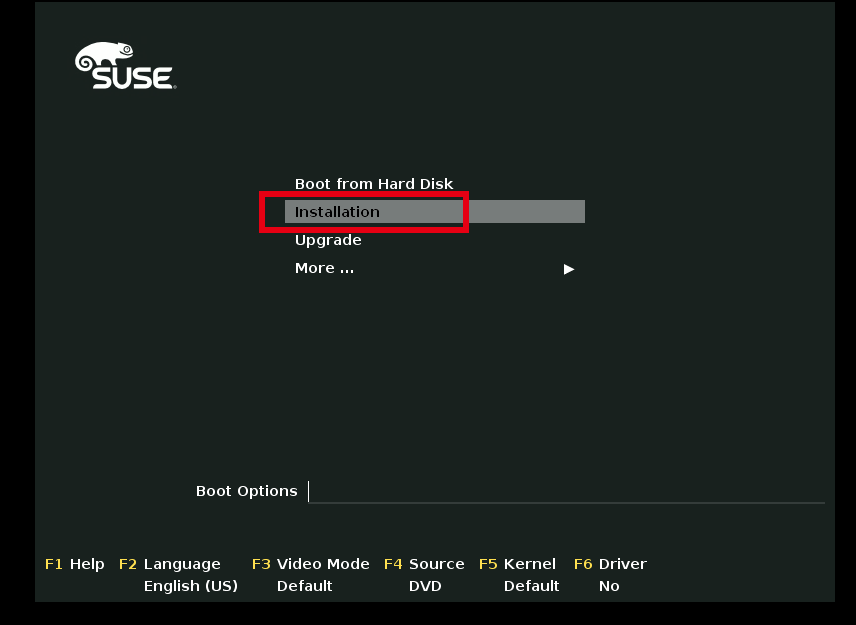 SUSE
Boot from Hard Disk
Installation
Upgrade
More ...
Boot Options
F1 Help F2 Language F3 Video Mode F4 Source F5 Kernel F6 Driver
English (US) Default DVD Default No